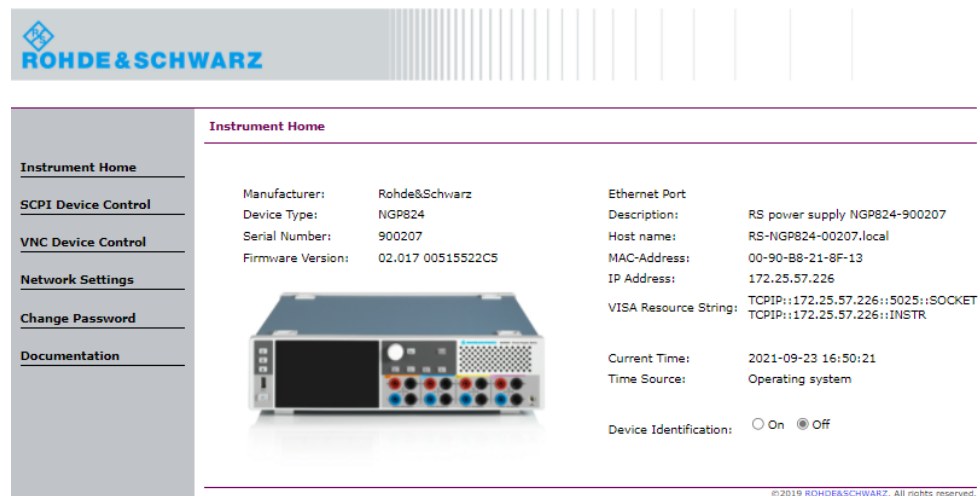 ROHDE&SCHWARZ
Instrument Home
Instrument Home
SCPI Device Control
VNC Device Control
Network Settings
Change Password
Documentation
Manufacturer: Rohde&Schwarz
Device Type: NGP824
Serial Number: 900207
Firmware Version: 02.017 00515522C5
Ethernet Port
Description: RS power supply NGP824-900207
Host name: RS-NGP824-00207.local
MAC-Address: 00-90-B8-21-8F-13
IP Address: 172.25.57.226
VISA Resource String: TCPIP::172.25.57.226::5025::SOCKET
TCPIP::172.25.57.226::INSTR
Current Time: 2021-09-23 16:50:21
Time Source: Operating system
Device Identification: On Off
©2019 ROHDE&SCHWARZ. All rights reserved.